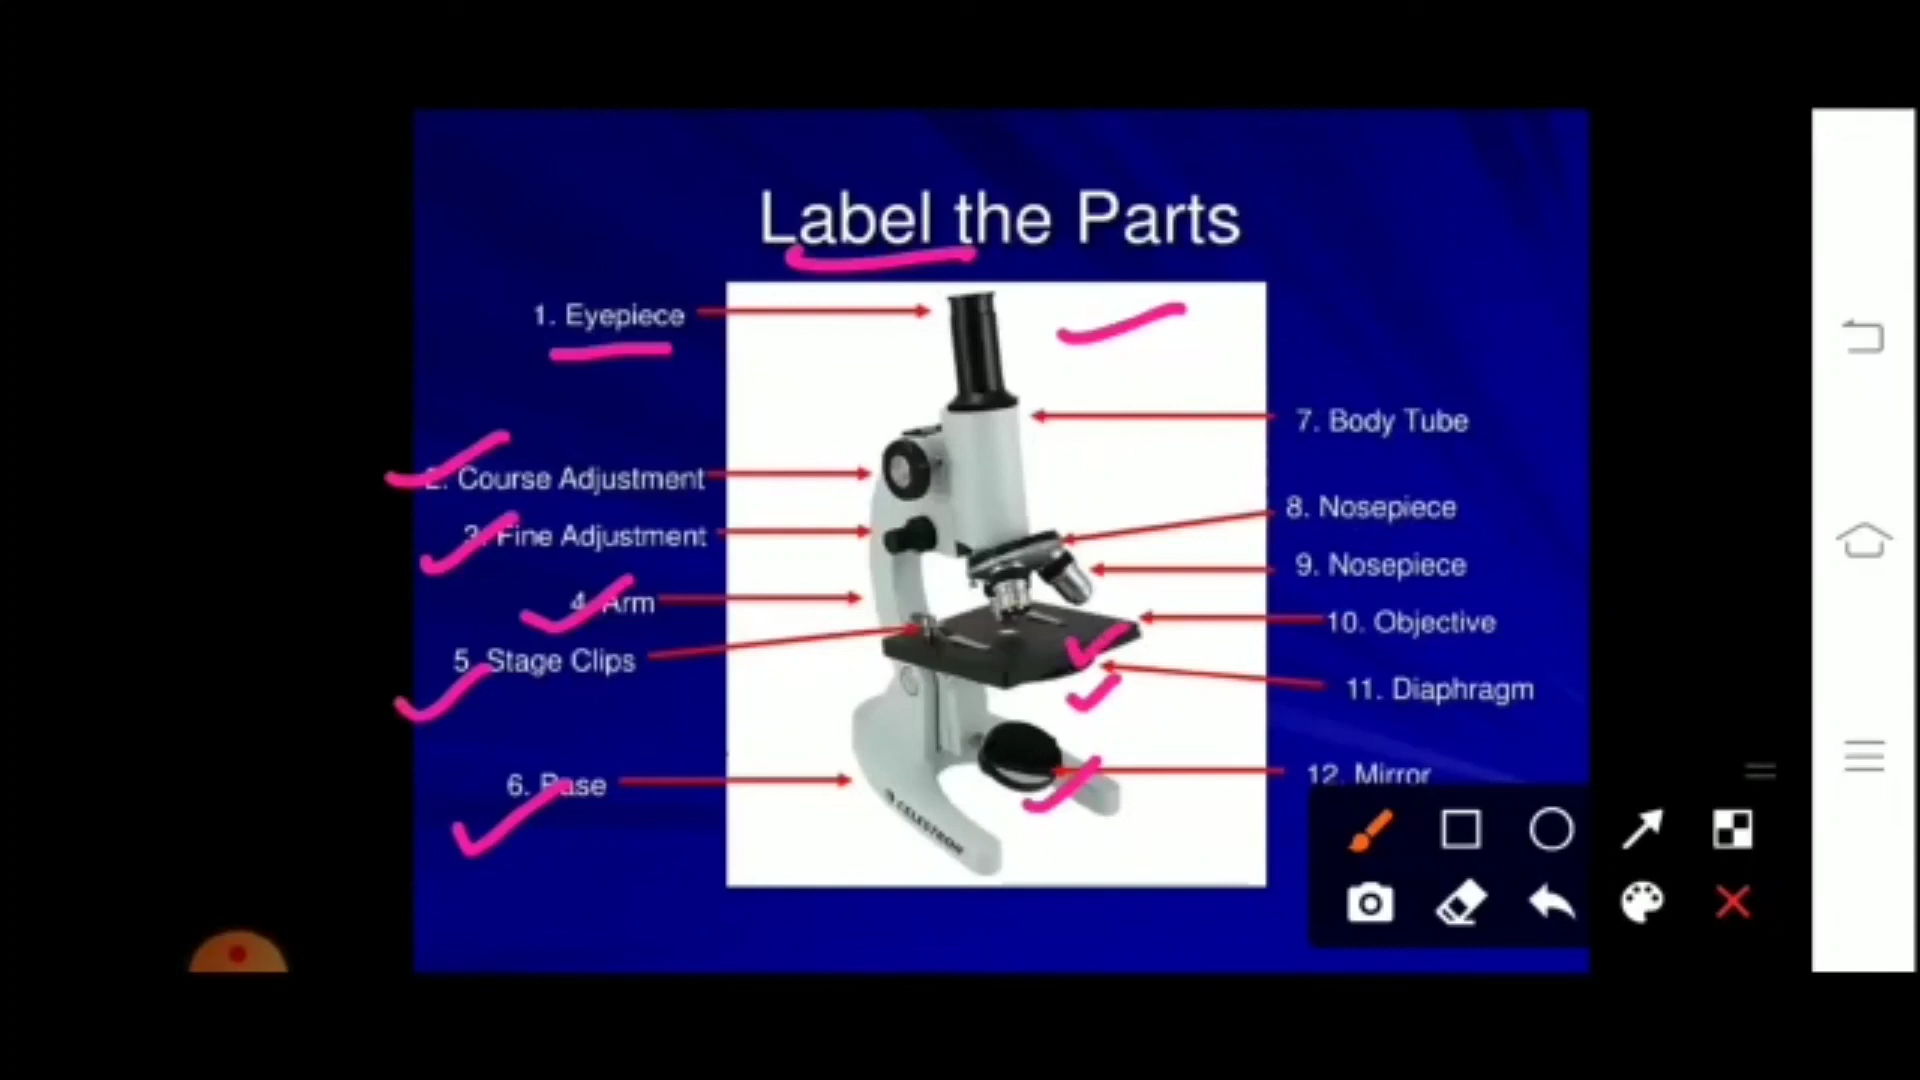 Label the Parts
1. Eyepiece
2. Course Adjustment
3. Fine Adjustment
4. Arm
5. Stage Clips
6. Base
7. Body Tube
8. Nosepiece
9. Nosepiece
10. Objective
11. Diaphragm
12. Mirror
CELESTRON